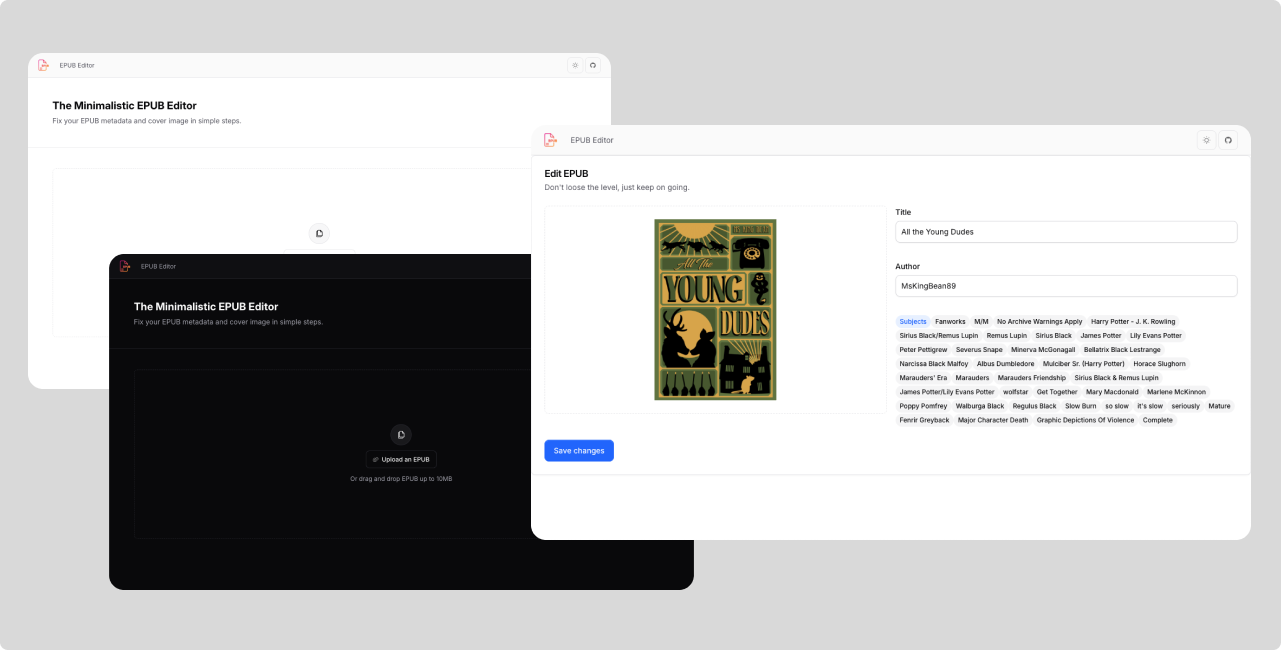 EPUB Editor
The Minimalistic EPUB Editor
Fix your EPUB metadata and cover image in simple steps.
EPUB Editor
The Minimalistic EPUB Editor
Fix your EPUB metadata and cover image in simple steps.
Upload an EPUB
Or drag and drop EPUB up to 10MB
EPUB Editor
Edit EPUB
Don't loose the level, just keep on going.
All The
YOUNG
DUDES
Title
All the Young Dudes
Author
MsKingBean89
Subjects Fanworks M/M No Archive Warnings Apply Harry Potter - J. K. Rowling
Sirius Black/Remus Lupin Remus Lupin Sirius Black James Potter Lily Evans Potter
Peter Pettigrew Severus Snape Minerva McGonagall Bellatrix Black Lestrange
Narcissa Black Malfoy Albus Dumbledore Mulciber Sr. (Harry Potter) Horace Slughorn
Marauders' Era Marauders Marauders Friendship Sirius Black & Remus Lupin
James Potter/Lily Evans Potter wolfstar Get Together Mary Macdonald Marlene McKinnon
Poppy Pomfrey Walburga Black Regulus Black Slow Burn so slow it's slow seriously Mature
Fenrir Greyback Major Character Death Graphic Depictions Of Violence Complete
Save changes